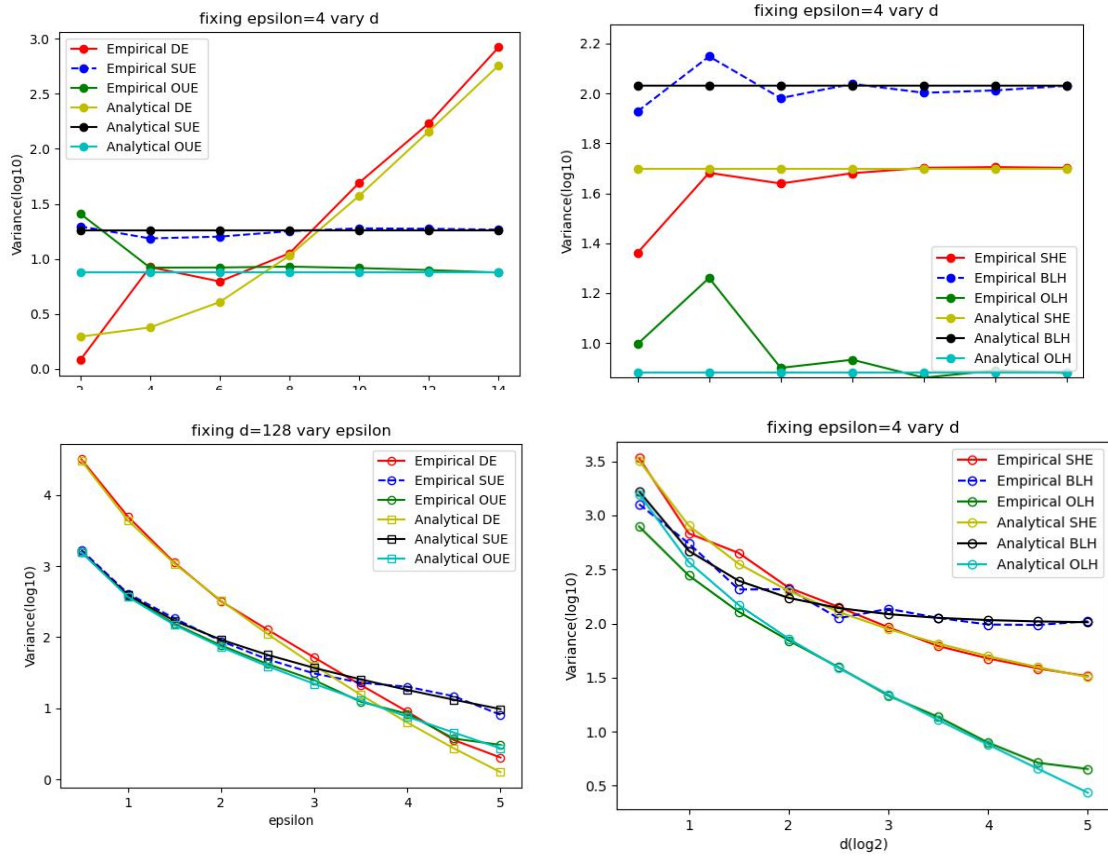 fixing epsilon=4 vary d
Variance(log10)
3.0
2.5
2.0
1.5
1.0
0.5
0.0
Empirical DE
Empirical SUE
Empirical OUE
Analytical DE
Analytical SUE
Analytical OUE
2
4
6
8
10
12
14
fixing epsilon=4 vary d
Variance(log10)
2.2
2.0
1.8
1.6
1.4
1.2
1.0
Empirical SHE
Empirical BLH
Empirical OLH
Analytical SHE
Analytical BLH
Analytical OLH
fixing d=128 vary epsilon
Variance(log10)
4
3
2
1
0
Empirical DE
Empirical SUE
Empirical OUE
Analytical DE
Analytical SUE
Analytical OUE
1
2
3
4
5
epsilon
fixing epsilon=4 vary d
Variance(log10)
3.5
3.0
2.5
2.0
1.5
1.0
0.5
Empirical SHE
Empirical BLH
Empirical OLH
Analytical SHE
Analytical BLH
Analytical OLH
1
2
3
4
5
d(log2)